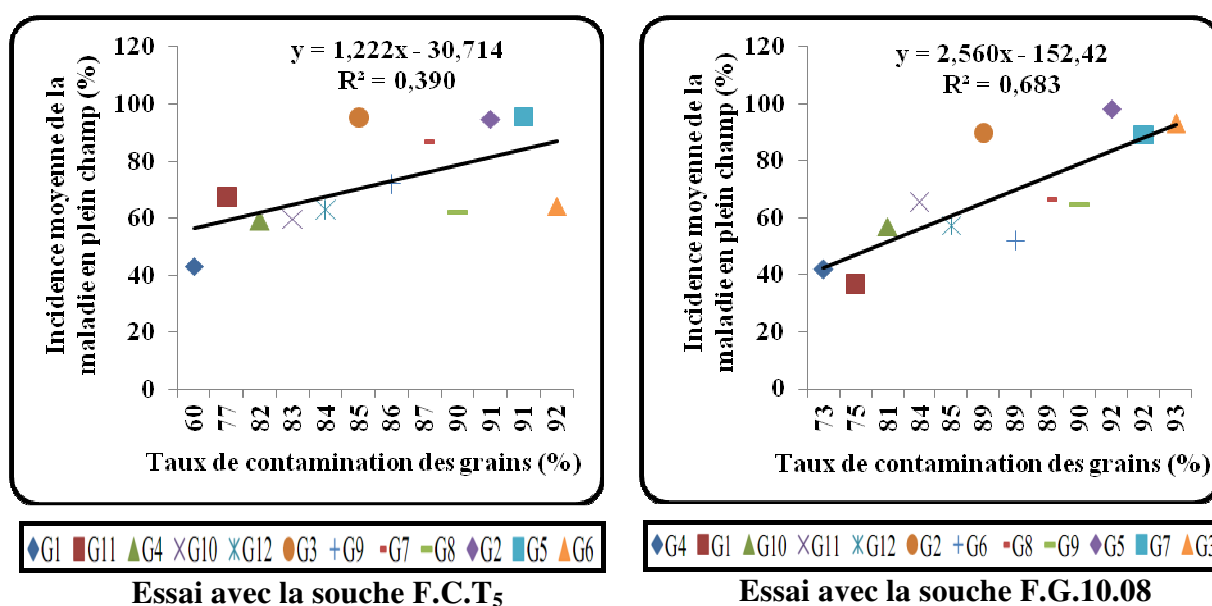 y = 1,222x - 30,714
R² = 0,390
Incidence moyenne de la
maladie en plein champ (%)
120
100
80
60
40
20
0
60 77 82 83 84 85 86 87 90 91 91 92
Taux de contamination des grains (%)
G1 G11 G4 G10 G12 G3 G9 G7 G8 G2 G5 G6
Essai avec la souche F.C.T5
y = 2,560x - 152,42
R² = 0,683
Incidence moyenne de la
maladie en plein champ (%)
120
100
80
60
40
20
0
73 75 81 84 85 89 89 89 90 92 92 93
Taux de contamination des grains (%)
G4 G1 G10 G11 G12 G2 G6 G8 G9 G5 G7 G3
Essai avec la souche F.G.10.08